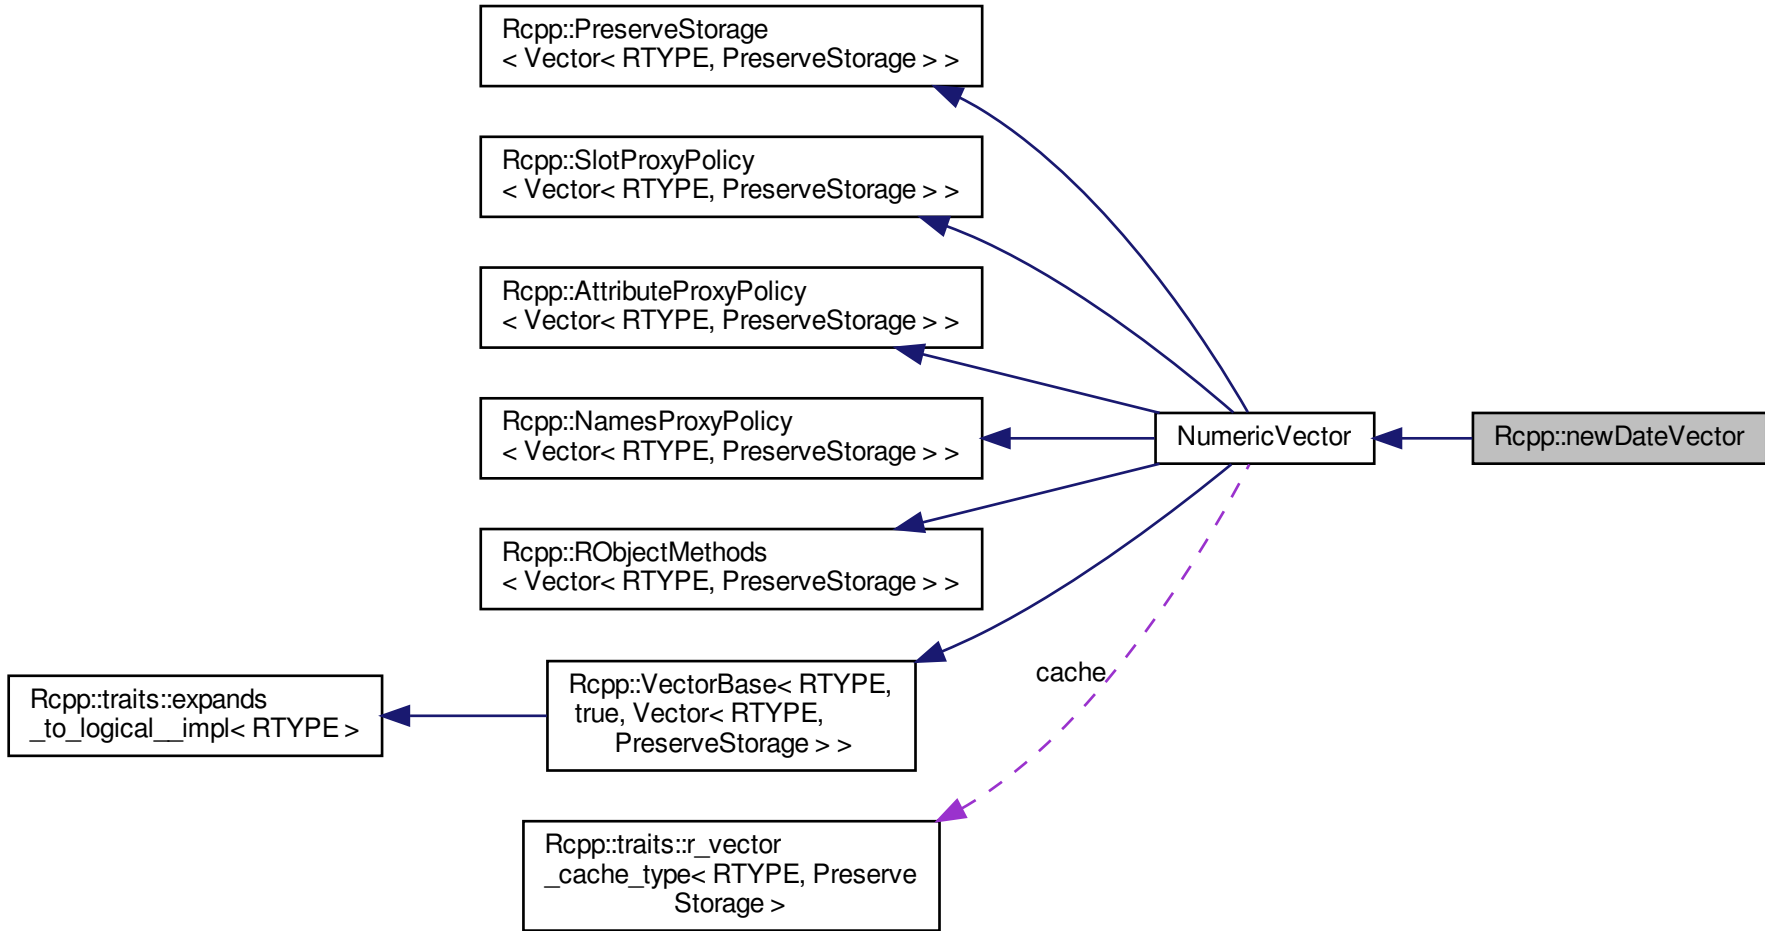 Rcpp::PreserveStorage
< Vector< RTYPE, PreserveStorage > >
Rcpp::SlotProxyPolicy
< Vector< RTYPE, PreserveStorage > >
Rcpp::AttributeProxyPolicy
< Vector< RTYPE, PreserveStorage > >
Rcpp::NamesProxyPolicy
< Vector< RTYPE, PreserveStorage > >
NumericVector
Rcpp::newDateVector
Rcpp::RObjectMethods
< Vector< RTYPE, PreserveStorage > >
Rcpp::traits::expands
_to_logical__impl< RTYPE >
Rcpp::VectorBase< RTYPE,
true, Vector< RTYPE,
PreserveStorage > >
cache
Rcpp::traits::r_vector
_cache_type< RTYPE, Preserve
Storage >